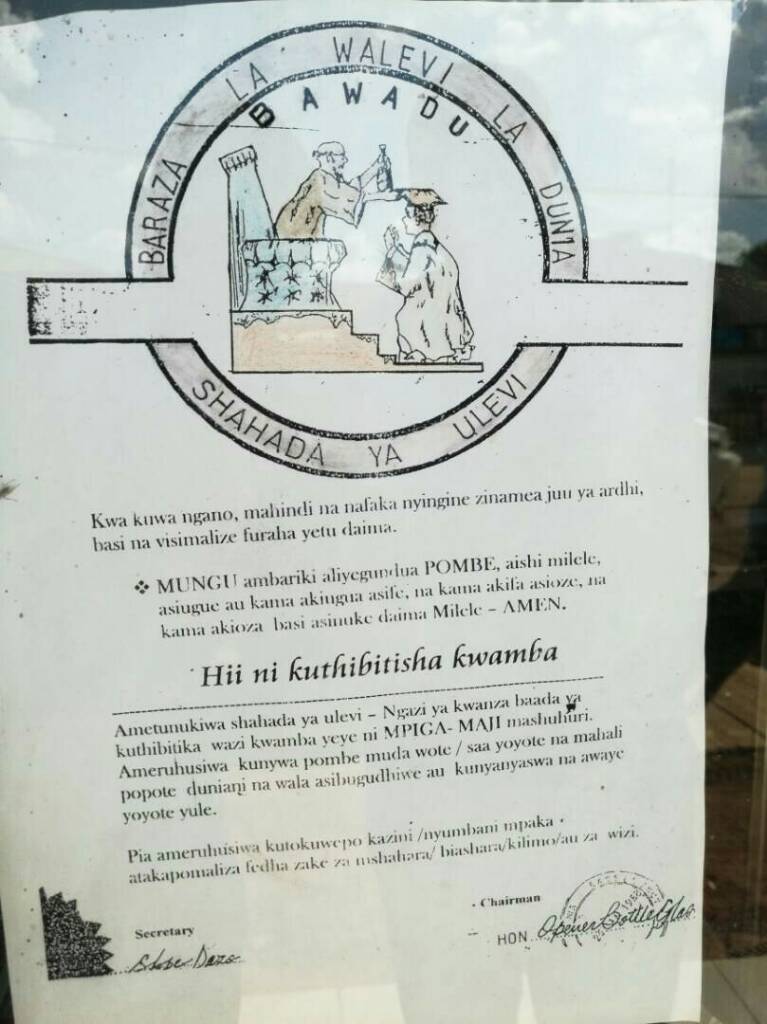 BARAZA LA WALEVI LA DUNIA
BAWADU
SHAHADA YA ULEVI
Kwa kuwa ngano, mahindi na nafaka nyingine zinamea juu ya ardhi,
basi na visimalize furaha yetu daima.
❖ MUNGU ambariki aliyegundua POMBE, aishi milele,
asiugue au kama akiugua asife, na kama akifa asioze, na
kama akioza basi asinuke daima Milele – AMEN.
Hii ni kuthibitisha kwamba
Ametunukiwa shahada ya ulevi – Ngazi ya kwanza baada ya
kuthibitika wazi kwamba yeye ni MPIGA- MAJI mashuhuri.
Ameruhusiwa kunywa pombe muda wote / saa yoyote na mahali
popote duniani na wala asibugudhiwe au kunyanyaswa na awaye
yoyote yule.
Pia ameruhusiwa kutokuwepo kazini /nyumbani mpaka
atakapomaliza fedha zake za mshahara/ biashara/kilimo/au za wizi.
Chairman
Secretary
HON Opener Bottle